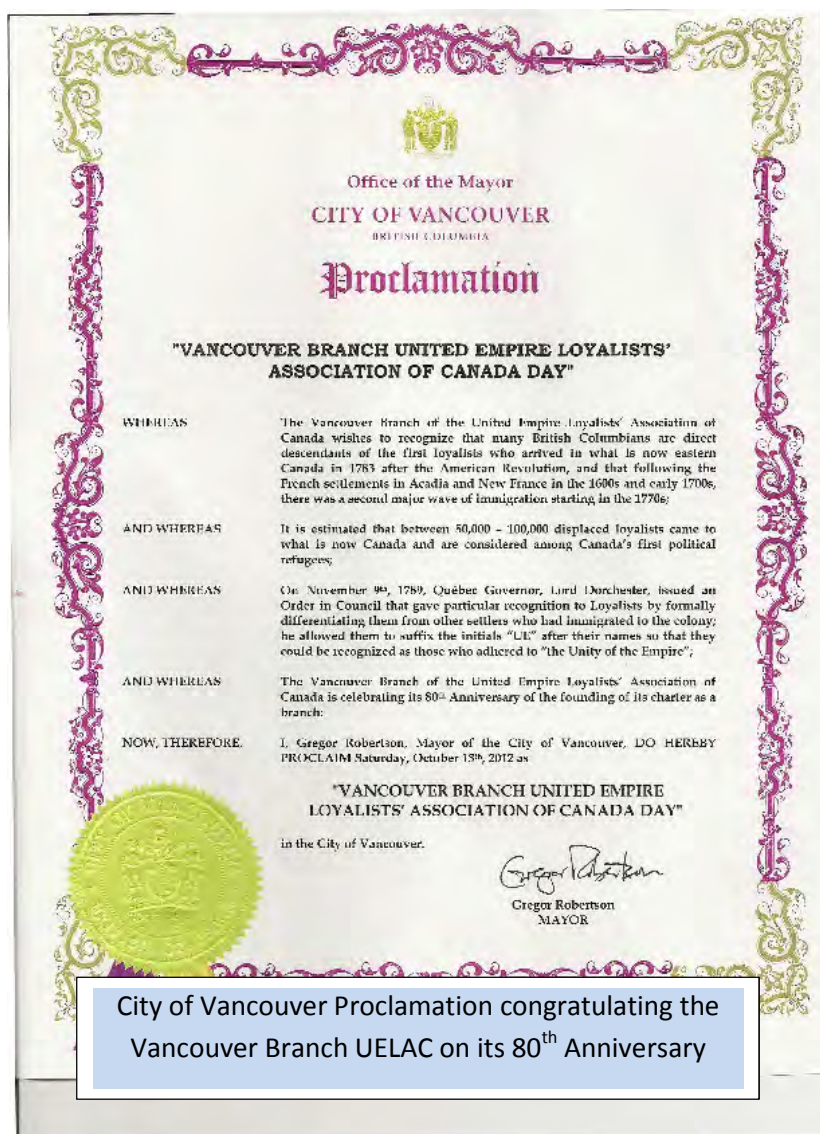 Office of the Mayor
CITY OF VANCOUVER
BRITISH COLUMBIA
Proclamation
"VANCOUVER BRANCH UNITED EMPIRE LOYALISTS'
ASSOCIATION OF CANADA DAY"
WHEREAS The Vancouver Branch of the United Empire Loyalists' Association of
Canada wishes to recognize that many British Columbians are direct
descendants of the first loyalists who arrived in what is now eastern
Canada in 1783 after the American Revolution, and that following the
French settlements in Acadia and New France in the 1600s and early 1700s,
there was a second major wave of immigration starting in the 1770s;
AND WHEREAS It is estimated that between 50,000 – 100,000 displaced loyalists came to
what is now Canada and are considered among Canada's first political
refugees;
AND WHEREAS On November 9th, 1789, Québec Governor, Lord Dorchester, issued an
Order in Council that gave particular recognition to Loyalists by formally
differentiating them from other settlers who had immigrated to the colony;
he allowed them to suffix the initials "UE" after their names so that they
could be recognized as those who adhered to "the Unity of the Empire";
AND WHEREAS The Vancouver Branch of the United Empire Loyalists' Association of
Canada is celebrating its 80th Anniversary of the founding of its charter as a
branch:
NOW, THEREFORE, I, Gregor Robertson, Mayor of the City of Vancouver, DO HEREBY
PROCLAIM Saturday, October 13th, 2012 as
"VANCOUVER BRANCH UNITED EMPIRE
LOYALISTS' ASSOCIATION OF CANADA DAY"
in the City of Vancouver.
Gregor Robertson
Gregor Robertson
MAYOR
City of Vancouver Proclamation congratulating the
Vancouver Branch UELAC on its 80th Anniversary